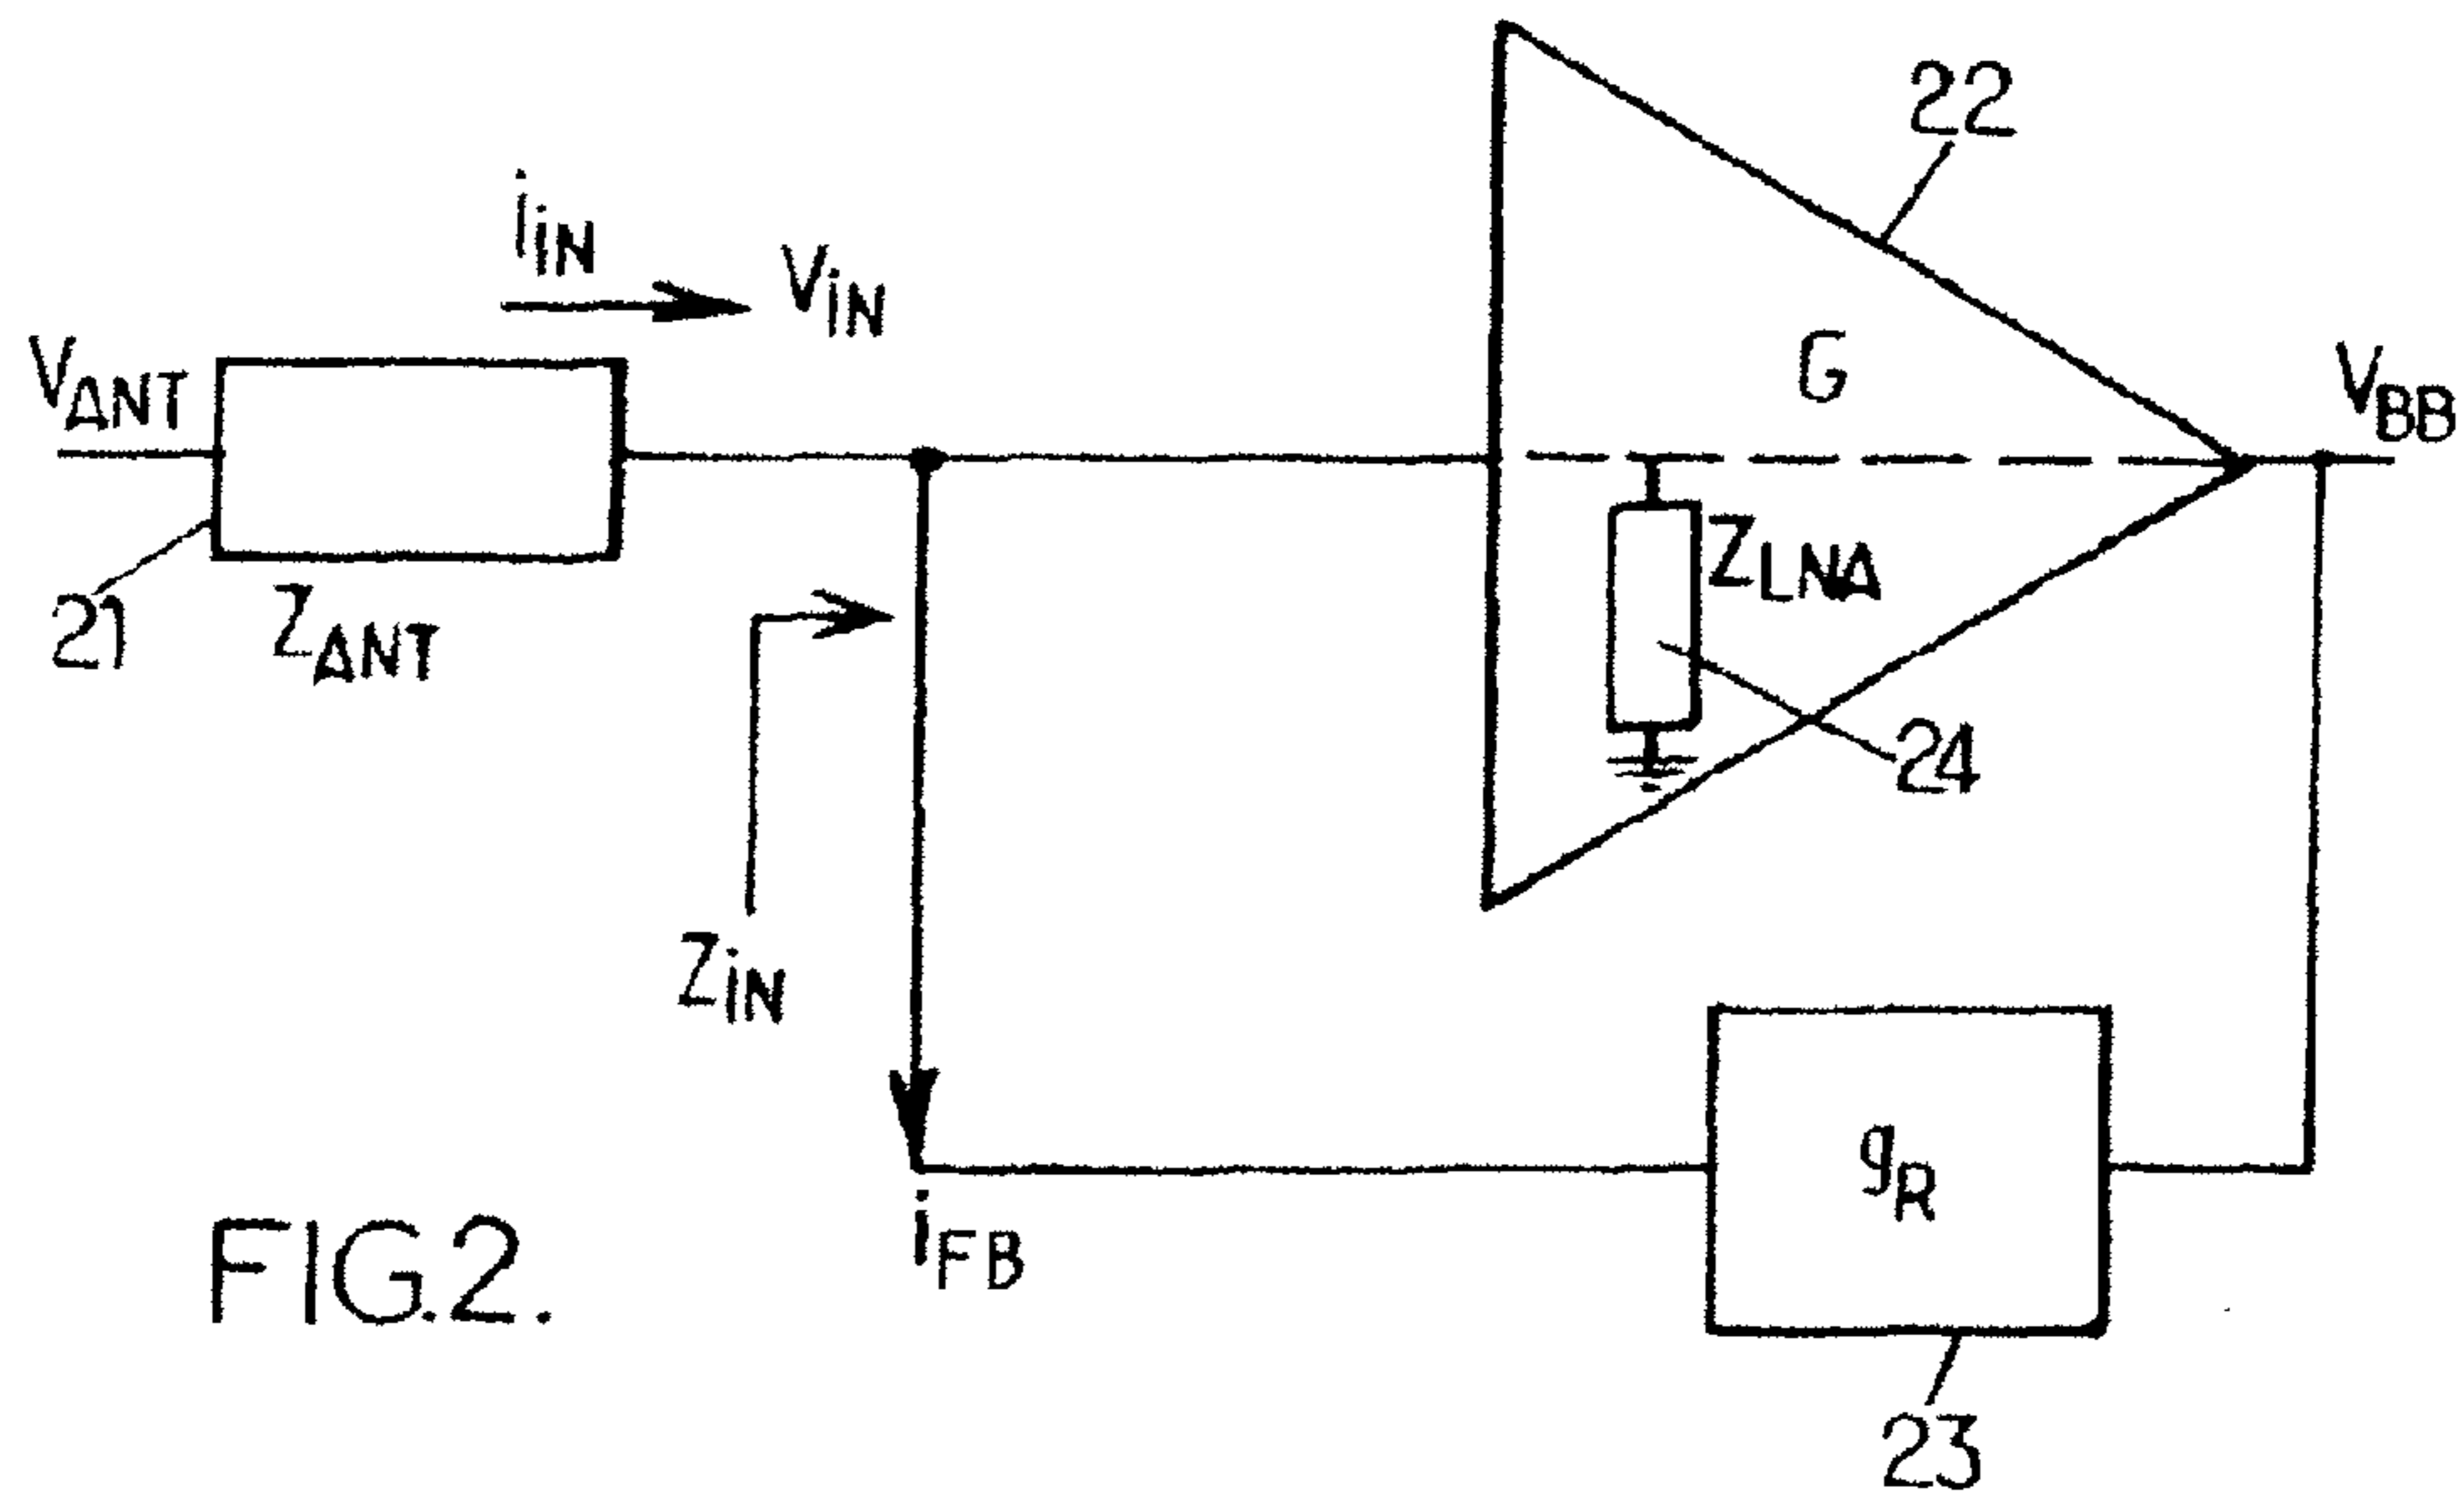 22
iiN
ViN
G
VANT
VBB
ZLNA
21
ZANT
24
ZiN
gR
iFB
FIG.2.
23